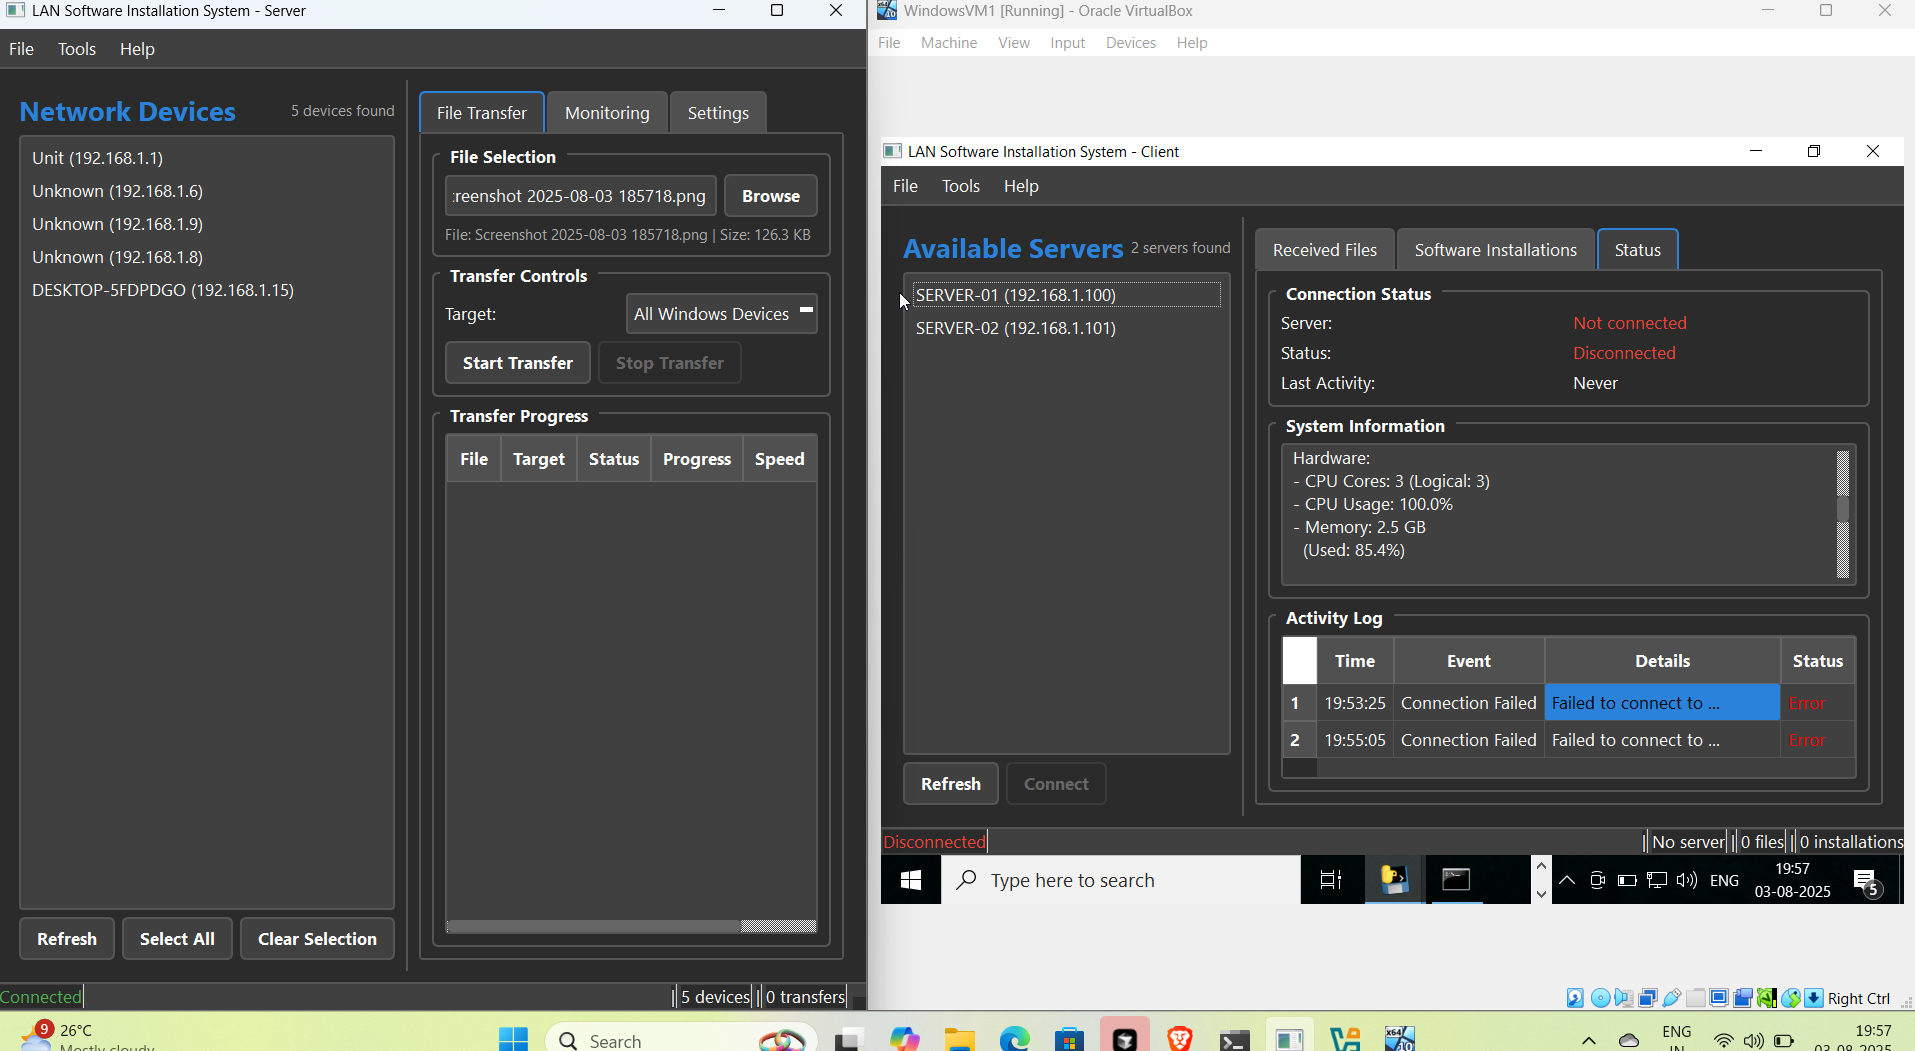 LAN Software Installation System - Server
File Tools Help
Network Devices 5 devices found
Unit (192.168.1.1)
Unknown (192.168.1.6)
Unknown (192.168.1.9)
Unknown (192.168.1.8)
DESKTOP-5FDPDGO (192.168.1.15)
Refresh Select All Clear Selection
File Transfer Monitoring Settings
File Selection
reenshot 2025-08-03 185718.png Browse
File: Screenshot 2025-08-03 185718.png | Size: 126.3 KB
Transfer Controls
Target: All Windows Devices
Start Transfer Stop Transfer
Transfer Progress
File Target Status Progress Speed
Connected 5 devices 0 transfers
WindowsVM1 [Running] - Oracle VirtualBox
File Machine View Input Devices Help
LAN Software Installation System - Client
File Tools Help
Available Servers 2 servers found
SERVER-01 (192.168.1.100)
SERVER-02 (192.168.1.101)
Refresh Connect
Received Files Software Installations Status
Connection Status
Server: Not connected
Status: Disconnected
Last Activity: Never
System Information
Hardware:
- CPU Cores: 3 (Logical: 3)
- CPU Usage: 100.0%
- Memory: 2.5 GB
(Used: 85.4%)
Activity Log
Time Event Details Status
1 19:53:25 Connection Failed Failed to connect to ... Error
2 19:55:05 Connection Failed Failed to connect to ... Error
Disconnected No server 0 files 0 installations
Type here to search ENG 19:57
03-08-2025 5
Right Ctrl
9 26°C
Mostly cloudy
Search
x64
10
ENG
IN
19:57
03-08-2025